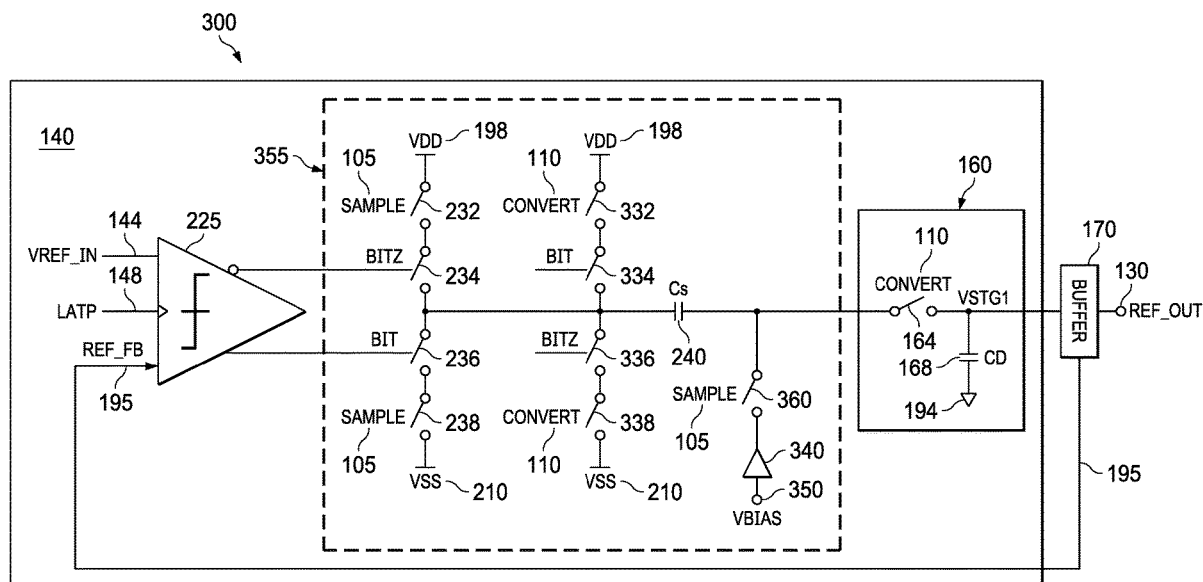 300
140
355
VDD 198
VDD 198
105
SAMPLE 232
110
CONVERT 332
160
144
VREF_IN
225
148
LATP
REF_FB
195
BITZ 234
BIT 334
BIT 236
BITZ 336
Cs
240
110
CONVERT
164
VSTG1
168 CD
194
170
BUFFER
130
REF_OUT
SAMPLE 238
105
CONVERT 338
110
SAMPLE 360
105
340
VSS 210
VSS 210
350
VBIAS
195